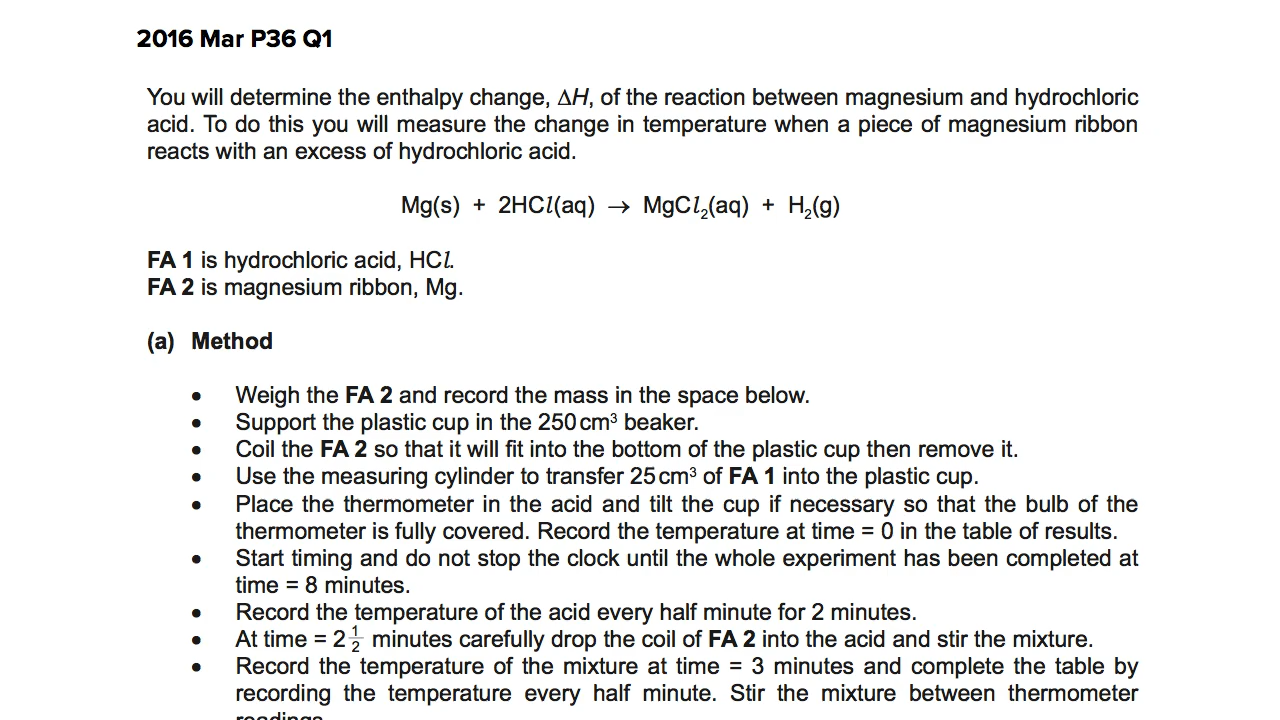 2016 Mar P36 Q1
You will determine the enthalpy change, ΔH, of the reaction between magnesium and hydrochloric
acid. To do this you will measure the change in temperature when a piece of magnesium ribbon
reacts with an excess of hydrochloric acid.
Mg(s) + 2HCl(aq) → MgCl₂(aq) + H₂(g)
FA 1 is hydrochloric acid, HCl.
FA 2 is magnesium ribbon, Mg.
(a) Method
• Weigh the FA 2 and record the mass in the space below.
• Support the plastic cup in the 250 cm³ beaker.
• Coil the FA 2 so that it will fit into the bottom of the plastic cup then remove it.
• Use the measuring cylinder to transfer 25 cm³ of FA 1 into the plastic cup.
• Place the thermometer in the acid and tilt the cup if necessary so that the bulb of the
thermometer is fully covered. Record the temperature at time = 0 in the table of results.
• Start timing and do not stop the clock until the whole experiment has been completed at
time = 8 minutes.
• Record the temperature of the acid every half minute for 2 minutes.
• At time = 2½ minutes carefully drop the coil of FA 2 into the acid and stir the mixture.
• Record the temperature of the mixture at time = 3 minutes and complete the table by
recording the temperature every half minute. Stir the mixture between thermometer